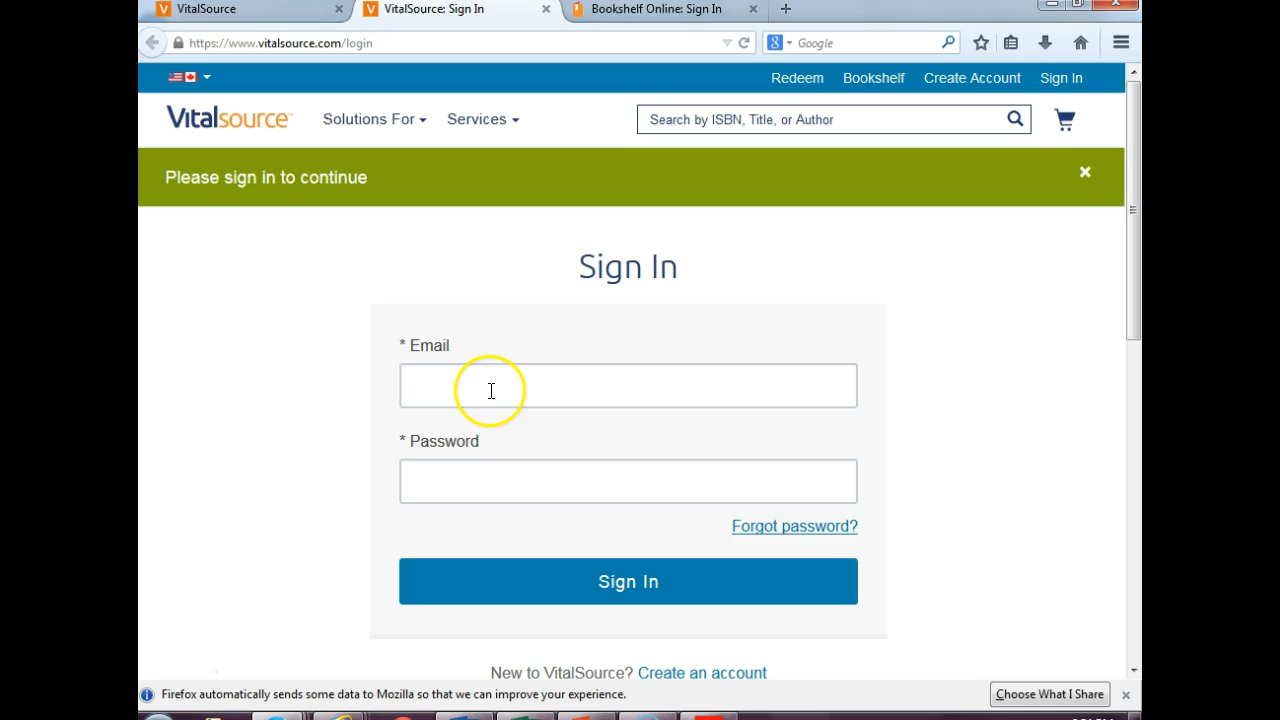 VitalSource
VitalSource: Sign In
Bookshelf Online: Sign In
https://www.vitalsource.com/login
Google
Redeem Bookshelf Create Account Sign In
Vitalsource Solutions For Services Search by ISBN, Title, or Author
Please sign in to continue
Sign In
* Email
* Password
Forgot password?
Sign In
New to VitalSource? Create an account
Firefox automatically sends some data to Mozilla so that we can improve your experience. Choose What I Share